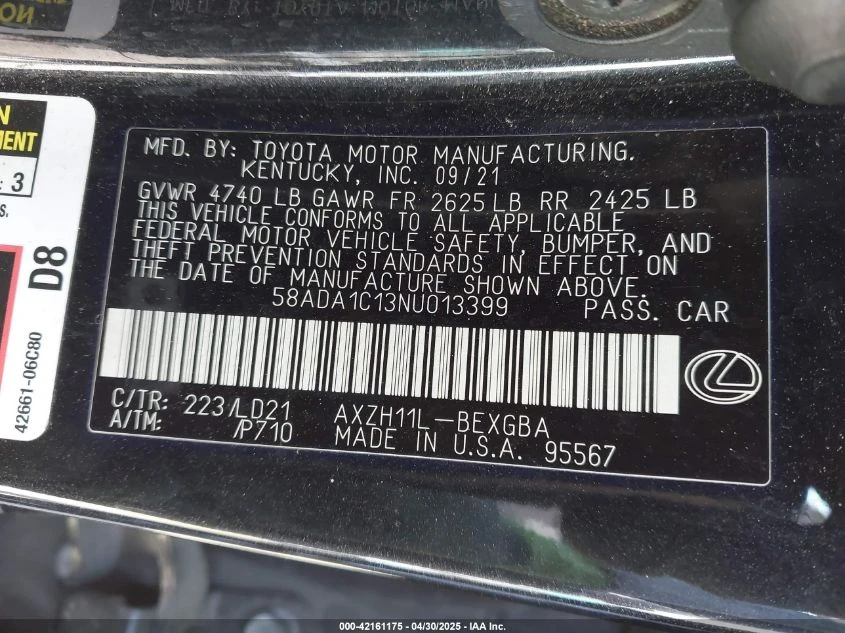 MFD. BY: TOYOTA MOTOR MANUFACTURING.
KENTUCKY, INC. 09/21
GVWR 4740 LB GAWR FR 2625 LB RR 2425 LB
THIS VEHICLE CONFORMS TO ALL APPLICABLE
FEDERAL MOTOR VEHICLE SAFETY, BUMPER, AND
THEFT PREVENTION STANDARDS IN EFFECT ON
THE DATE OF MANUFACTURE SHOWN ABOVE.
58ADA1C13NU013399 PASS. CAR
C/TR: 223/LD21 AXZH11L-BEXGBA
A/TM: /P710 MADE IN U.S.A. 95567
N
MENT
: 3
S.
D8
42661-06C80
000-42161175 - 04/30/2025 - IAA Inc.